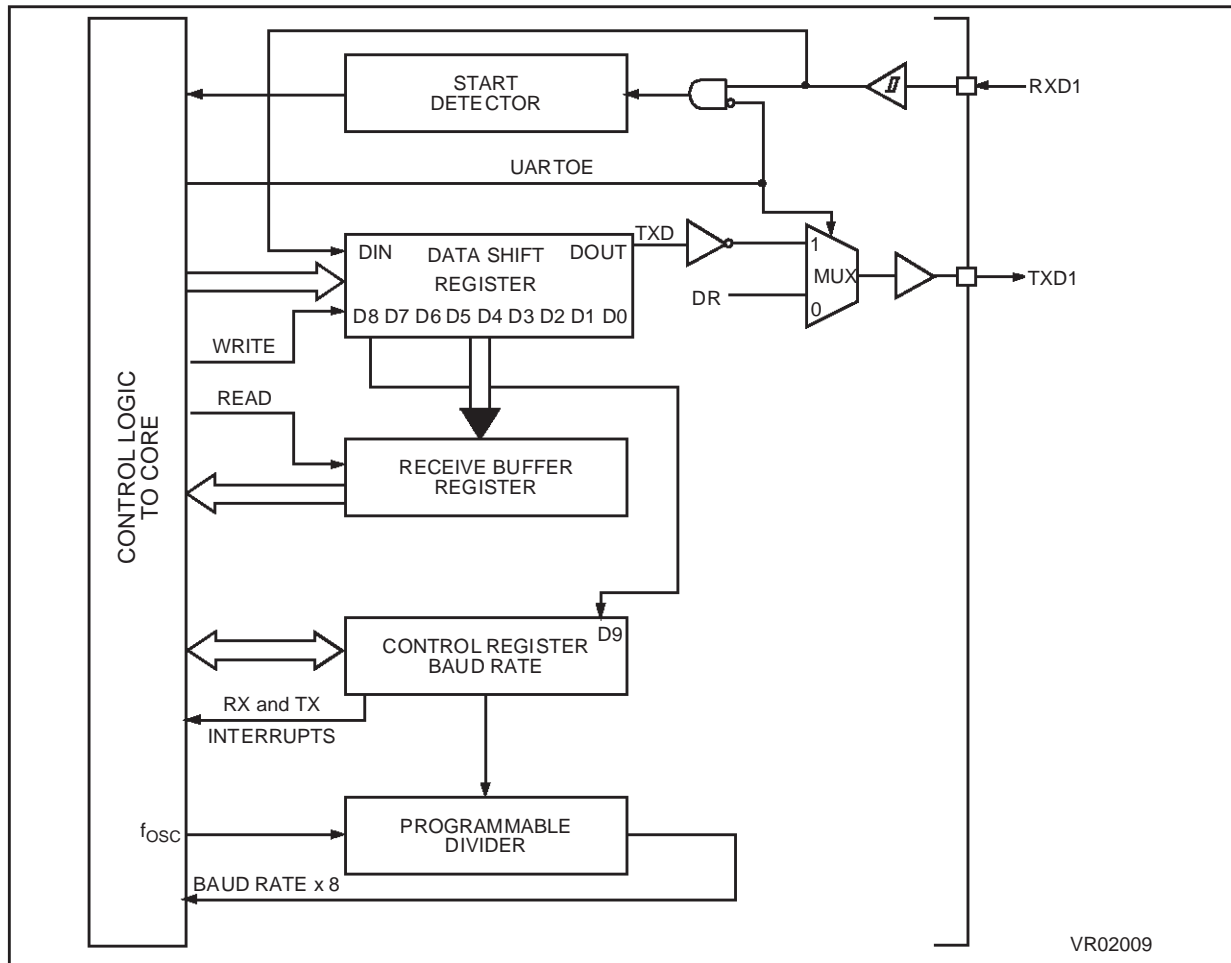 START
DETECTOR
RXD1
UARTOE
TXD
DIN DATA SHIFT DOUT
REGISTER
D8 D7 D6 D5 D4 D3 D2 D1 D0
1
MUX
0
DR
TXD1
WRITE
READ
CONTROL LOGIC
TO CORE
RECEIVE BUFFER
REGISTER
D9
CONTROL REGISTER
BAUD RATE
RX and TX
INTERRUPTS
fOSC
PROGRAMMABLE
DIVIDER
BAUD RATE x 8
VR02009